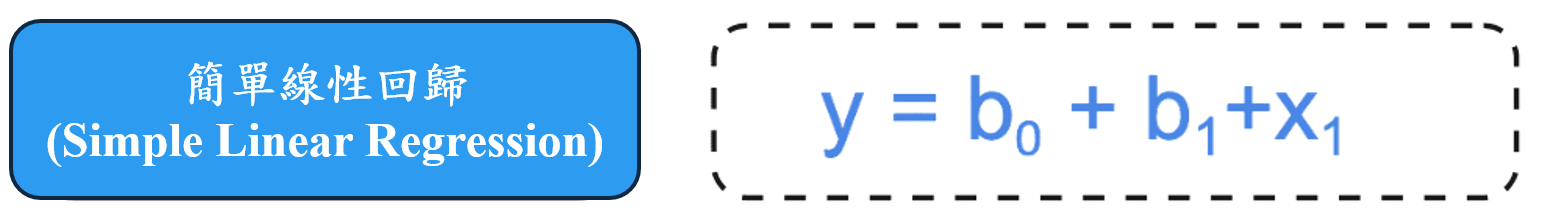 簡單線性回歸
(Simple Linear Regression)
y = b₀ + b₁+x₁